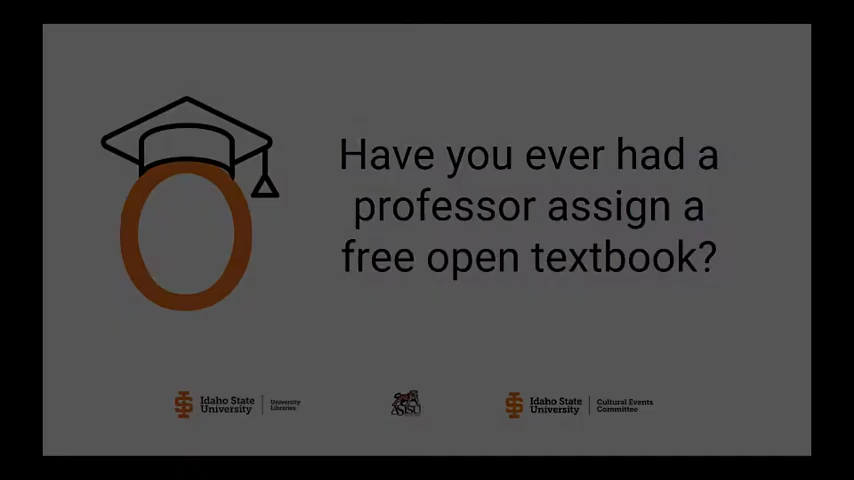 Have you ever had a
professor assign a
free open textbook?
Idaho State
University
University
Libraries
ASISU
Idaho State
University
Cultural Events
Committee